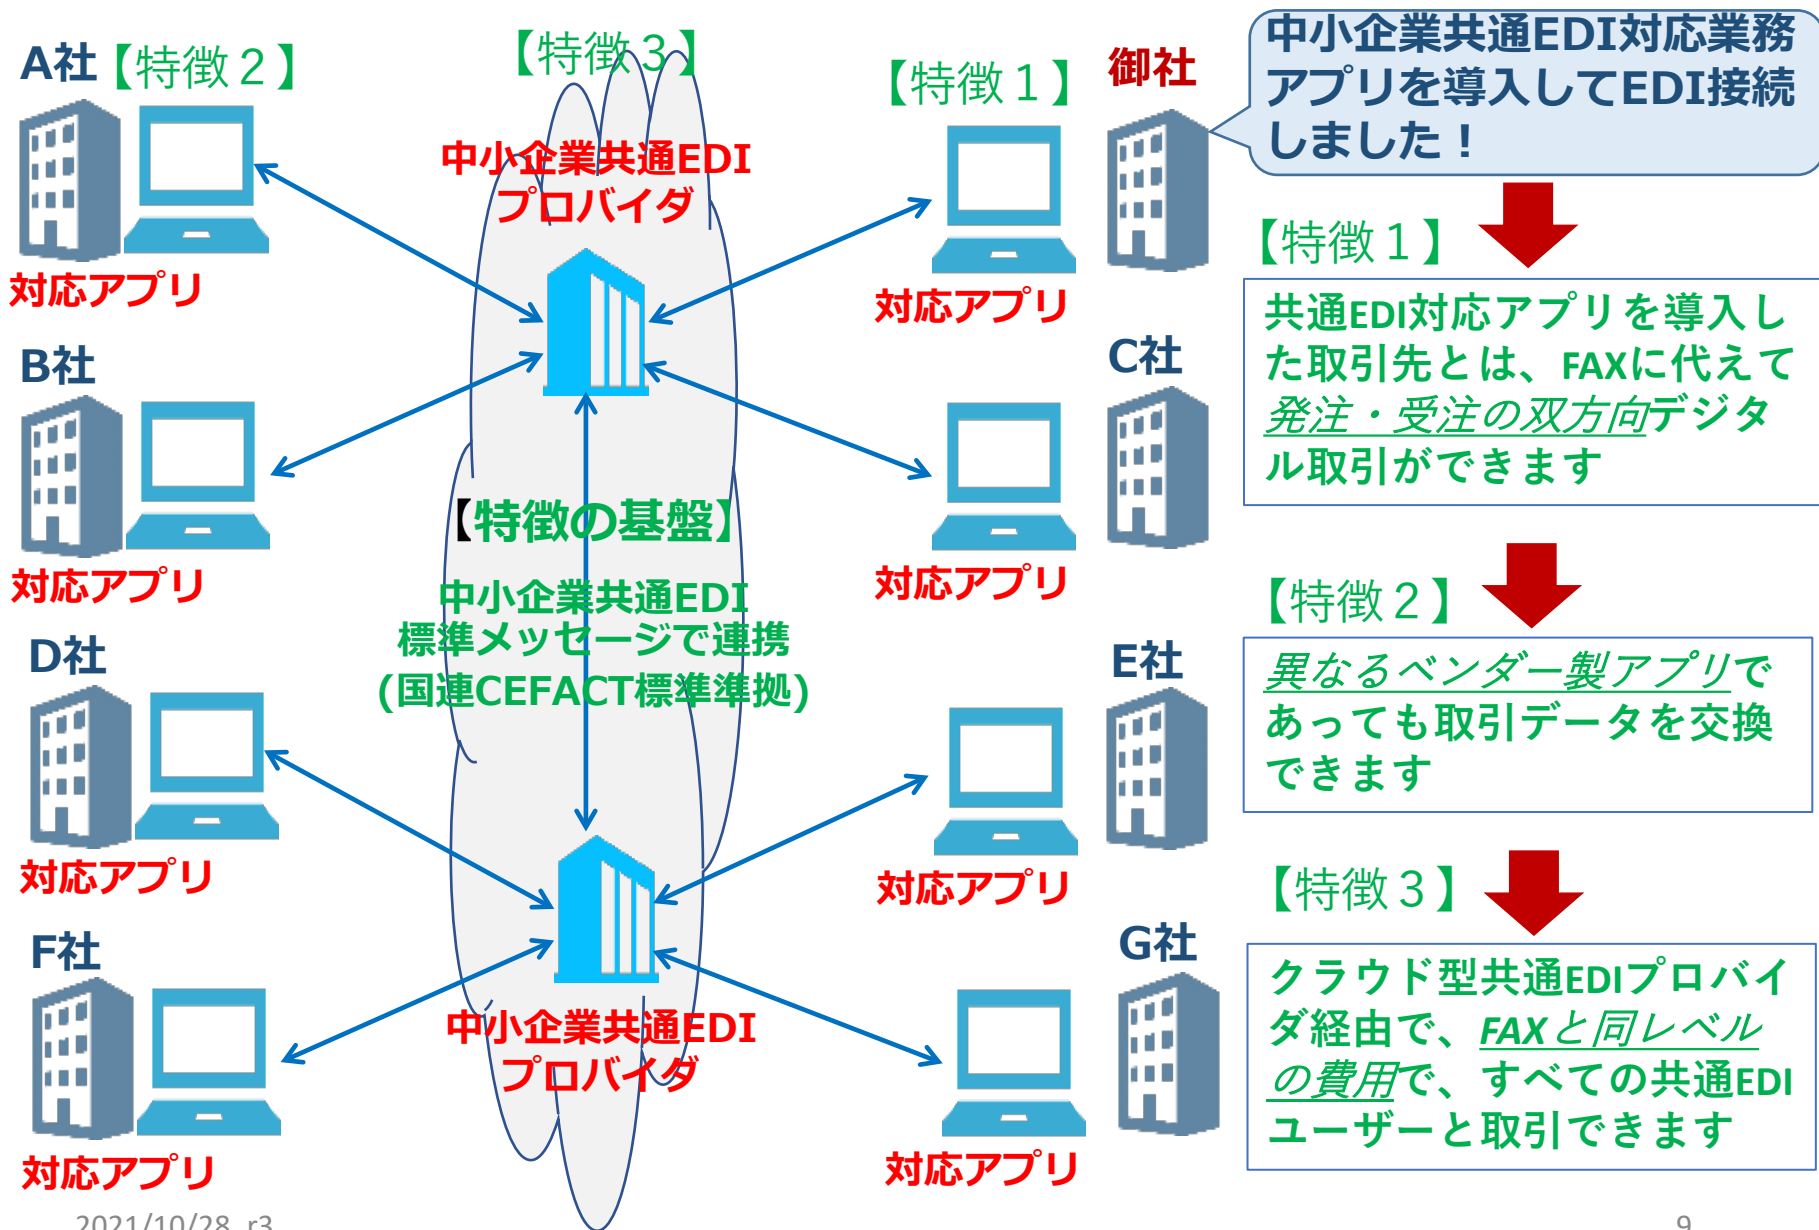 A社
【特徴２】
対応アプリ
B社
対応アプリ
D社
対応アプリ
F社
対応アプリ
【特徴３】
中小企業共通EDI
プロバイダ
【特徴の基盤】
中小企業共通EDI
標準メッセージで連携
(国連CEFACT標準準拠)
中小企業共通EDI
プロバイダ
【特徴１】
御社
対応アプリ
C社
対応アプリ
E社
対応アプリ
G社
対応アプリ
中小企業共通EDI対応業務
アプリを導入してEDI接続
しました！
【特徴１】
共通EDI対応アプリを導入し
た取引先とは、FAXに代えて
発注・受注の双方向デジタ
ル取引ができます
【特徴２】
異なるベンダー製アプリで
あっても取引データを交換
できます
【特徴３】
クラウド型共通EDIプロバイ
ダ経由で、FAXと同レベル
の費用で、すべての共通EDI
ユーザーと取引できます
2021/10/28 r3
9